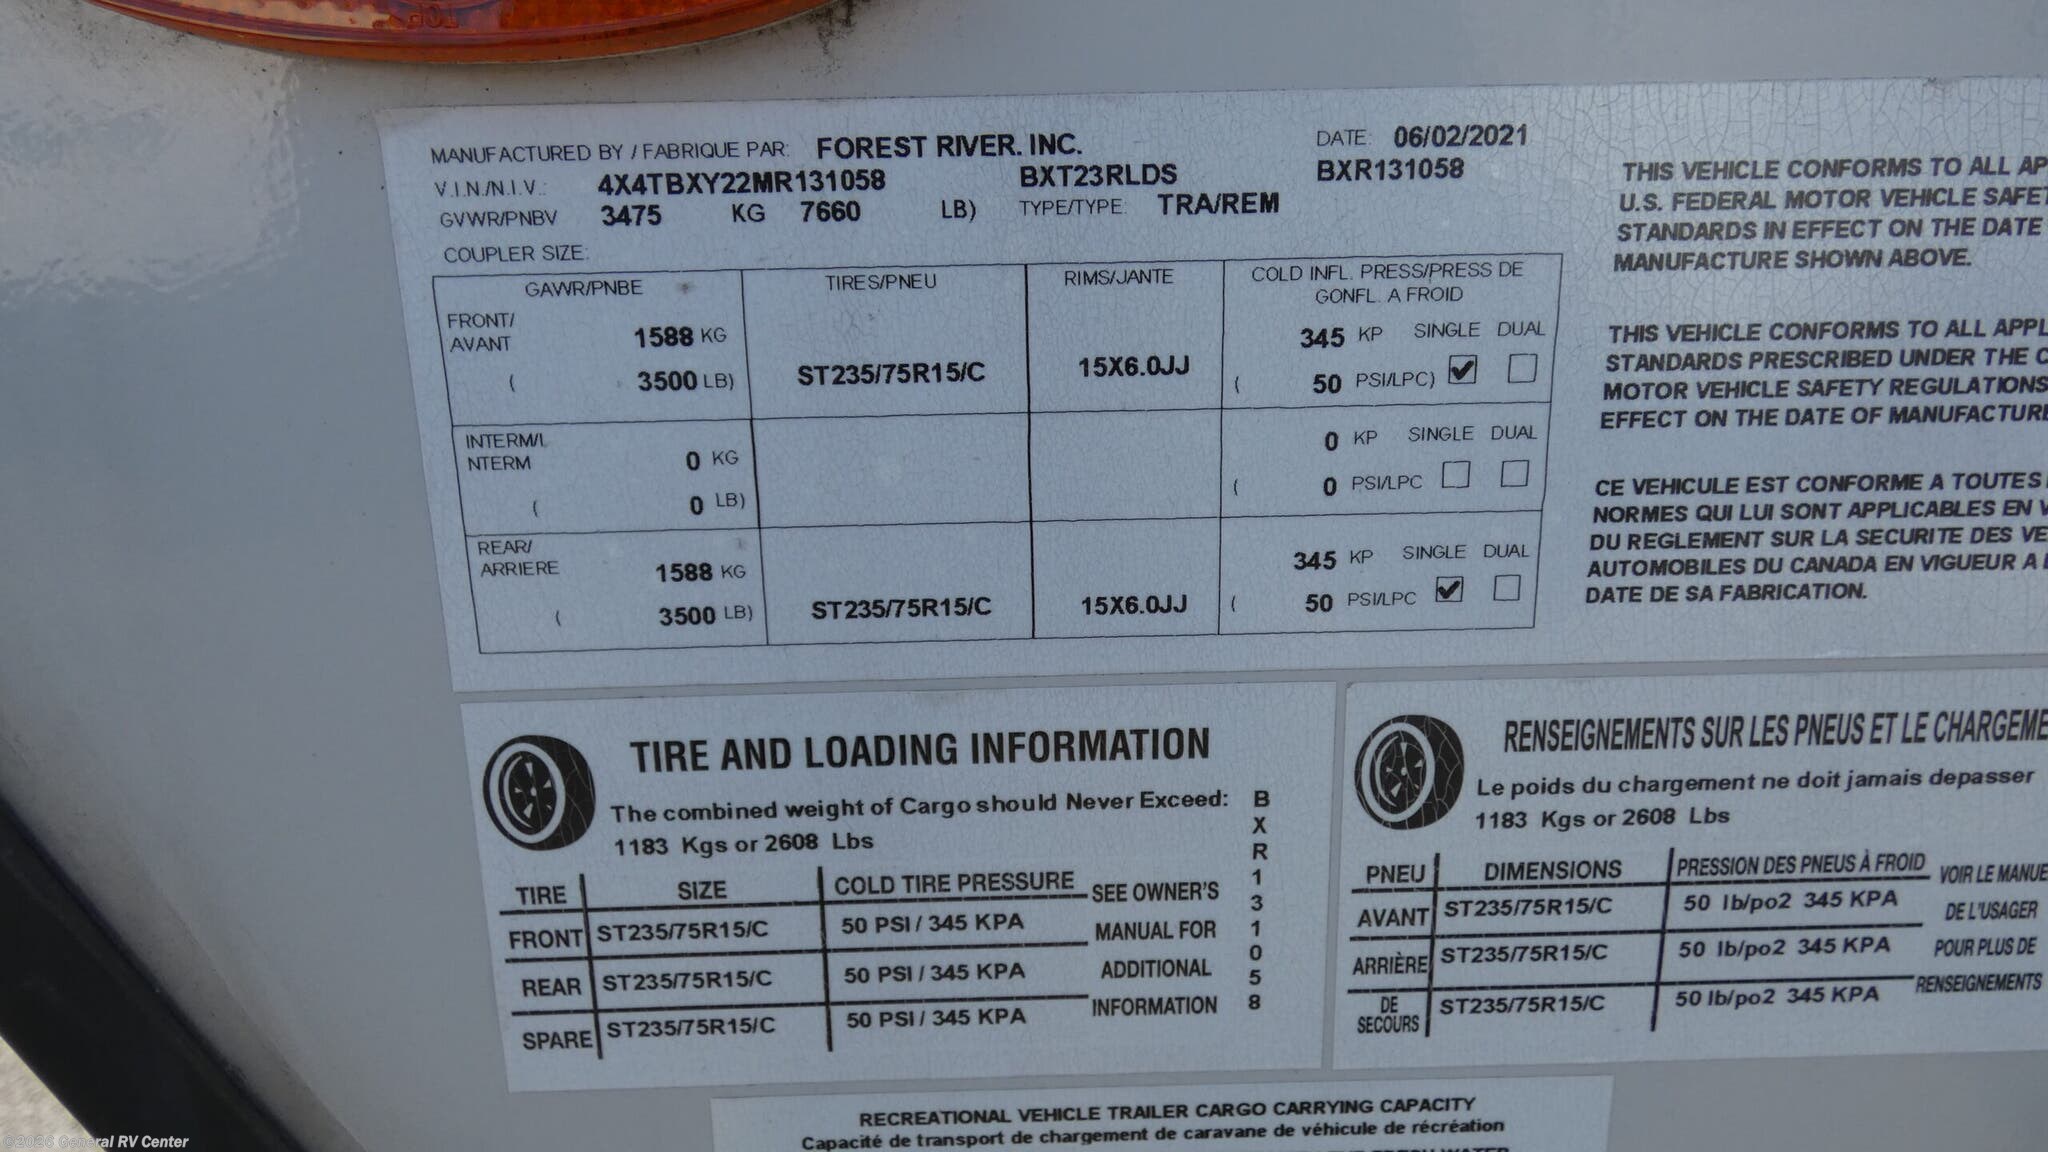 MANUFACTURED BY / FABRIQUE PAR: FOREST RIVER. INC. DATE: 06/02/2021
V.I.N./N.I.V.: 4X4TBXY22MR131058 BXT23RLDS BXR131058
GVWR/PNBV 3475 KG 7660 LB) TYPE/TYPE: TRA/REM
COUPLER SIZE:
GAWR/PNBE TIRES/PNEU RIMS/JANTE COLD INFL. PRESS/PRESS DE
GONFL. A FROID
FRONT/
AVANT 1588 KG 345 KP SINGLE DUAL
( 3500 LB) ST235/75R15/C 15X6.0JJ ( 50 PSI/LPC)
INTERM/I
NTERM 0 KG 0 KP SINGLE DUAL
( 0 LB) ( 0 PSI/LPC
REAR/
ARRIERE 1588 KG 345 KP SINGLE DUAL
( 3500 LB) ST235/75R15/C 15X6.0JJ ( 50 PSI/LPC
THIS VEHICLE CONFORMS TO ALL
U.S. FEDERAL MOTOR VEHICLE
STANDARDS IN EFFECT ON THE DATE
MANUFACTURE SHOWN ABOVE.
THIS VEHICLE CONFORMS TO ALL
STANDARDS PRESCRIBED UNDER THE
MOTOR VEHICLE SAFETY REGULATIONS
EFFECT ON THE DATE OF
CE VEHICULE EST CONFORME A TOUTES
NORMES QUI LUI SONT APPLICABLES EN
DU REGLEMENT SUR LA SECURITE DES
AUTOMOBILES DU CANADA EN VIGUEUR A
DATE DE SA FABRICATION.
TIRE AND LOADING INFORMATION
The combined weight of Cargo should Never Exceed:
1183 Kgs or 2608 Lbs
TIRE SIZE COLD TIRE PRESSURE SEE OWNER'S
FRONT ST235/75R15/C 50 PSI / 345 KPA MANUAL FOR
REAR ST235/75R15/C 50 PSI / 345 KPA ADDITIONAL
SPARE ST235/75R15/C 50 PSI / 345 KPA INFORMATION
BXR131058
RENSEIGNEMENTS SUR LES PNEUS ET LE
Le poids du chargement ne doit jamais depasser
1183 Kgs or 2608 Lbs
PNEU DIMENSIONS PRESSION DES PNEUS À FROID VOIR LE
AVANT ST235/75R15/C 50 lb/po2 345 KPA DE L'USAGER
ARRIÈRE ST235/75R15/C 50 lb/po2 345 KPA POUR PLUS DE
DE
SECOURS ST235/75R15/C 50 lb/po2 345 KPA RENSEIGNEMENTS
RECREATIONAL VEHICLE TRAILER CARGO CARRYING CAPACITY
Capacité de transport de chargement de caravane de véhicule de récréation
General RV Center